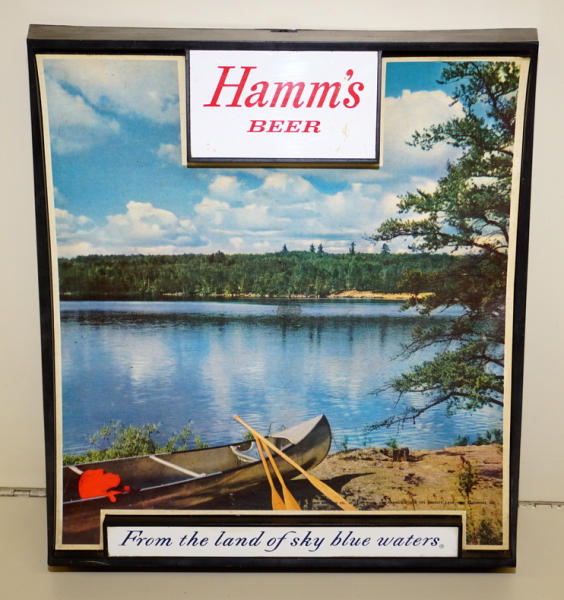 Hamm's
BEER
From the land of sky blue waters®